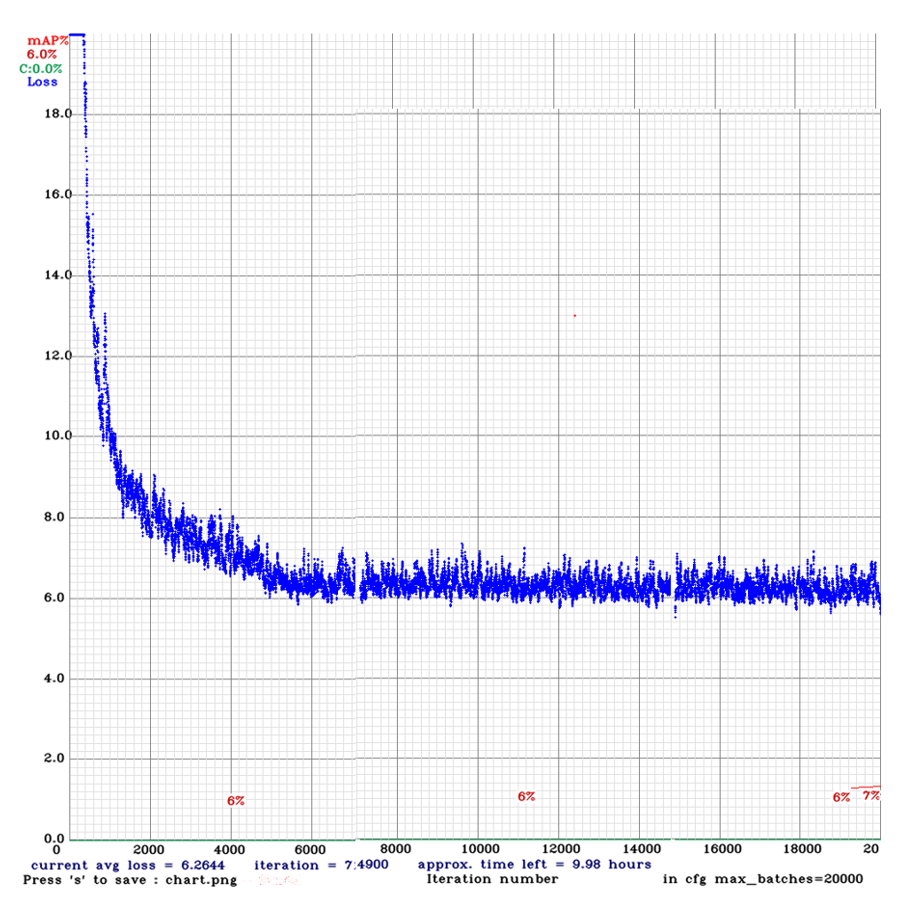 mAP%
6.0%
C:0.0%
Loss
18.0
16.0
14.0
12.0
10.0
8.0
6.0
4.0
2.0
0.0
6% 6% 6% 7%
0 2000 4000 6000 8000 10000 12000 14000 16000 18000 20
current avg loss = 6.2644 iteration = 7:4900 approx. time left = 9.98 hours
Press 's' to save : chart.png Iteration number in cfg max_batches=20000